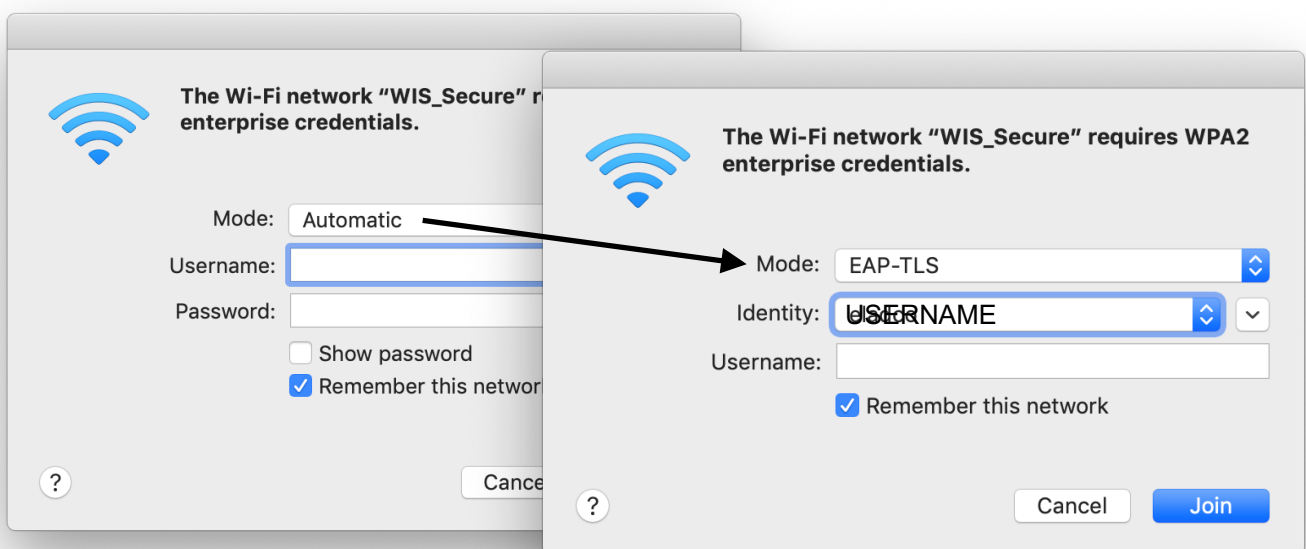 The Wi-Fi network “WIS_Secure” r
enterprise credentials.
Mode: Automatic
Username:
Password:
Show password
Remember this networ
?
Cance
The Wi-Fi network “WIS_Secure” requires WPA2
enterprise credentials.
Mode: EAP-TLS
Identity: USERNAME
Username:
Remember this network
?
Cancel
Join